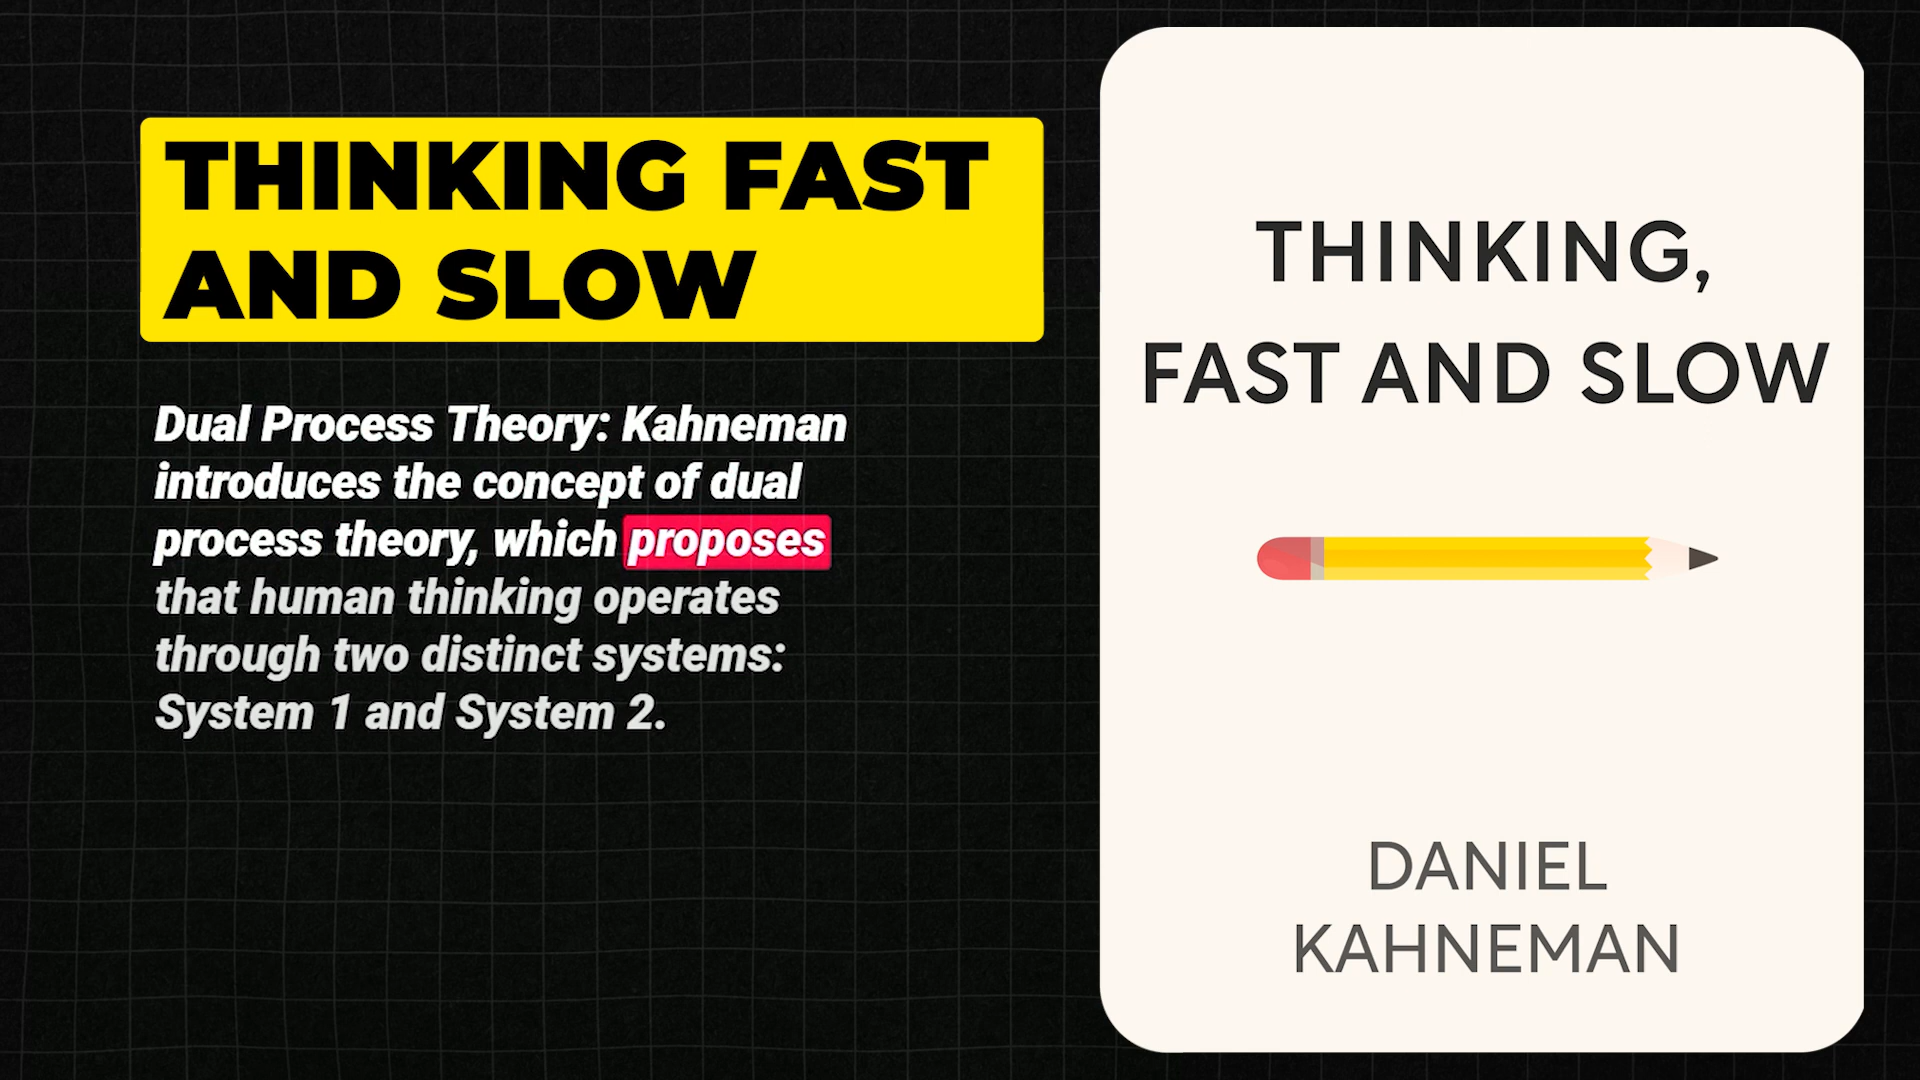 THINKING FAST
AND SLOW
Dual Process Theory: Kahneman
introduces the concept of dual
process theory, which proposes
that human thinking operates
through two distinct systems:
System 1 and System 2.
THINKING,
FAST AND SLOW
DANIEL
KAHNEMAN